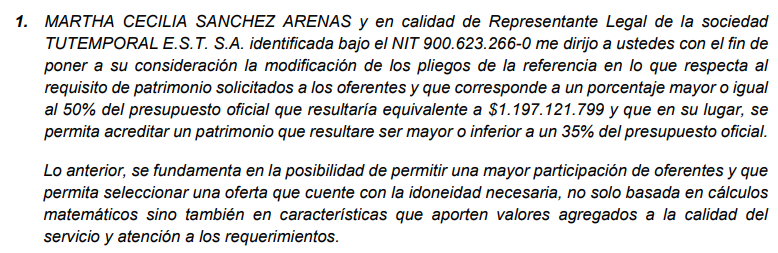 1. MARTHA CECILIA SANCHEZ ARENAS y en calidad de Representante Legal de la sociedad
TUTEMPORAL E.S.T. S.A. identificada bajo el NIT 900.623.266-0 me dirijo a ustedes con el fin de
poner a su consideración la modificación de los pliegos de la referencia en lo que respecta al
requisito de patrimonio solicitados a los oferentes y que corresponde a un porcentaje mayor o igual
al 50% del presupuesto oficial que resultaría equivalente a $1.197.121.799 y que en su lugar, se
permita acreditar un patrimonio que resultare ser mayor o inferior a un 35% del presupuesto oficial.
Lo anterior, se fundamenta en la posibilidad de permitir una mayor participación de oferentes y que
permita seleccionar una oferta que cuente con la idoneidad necesaria, no solo basada en cálculos
matemáticos sino también en características que aporten valores agregados a la calidad del
servicio y atención a los requerimientos.